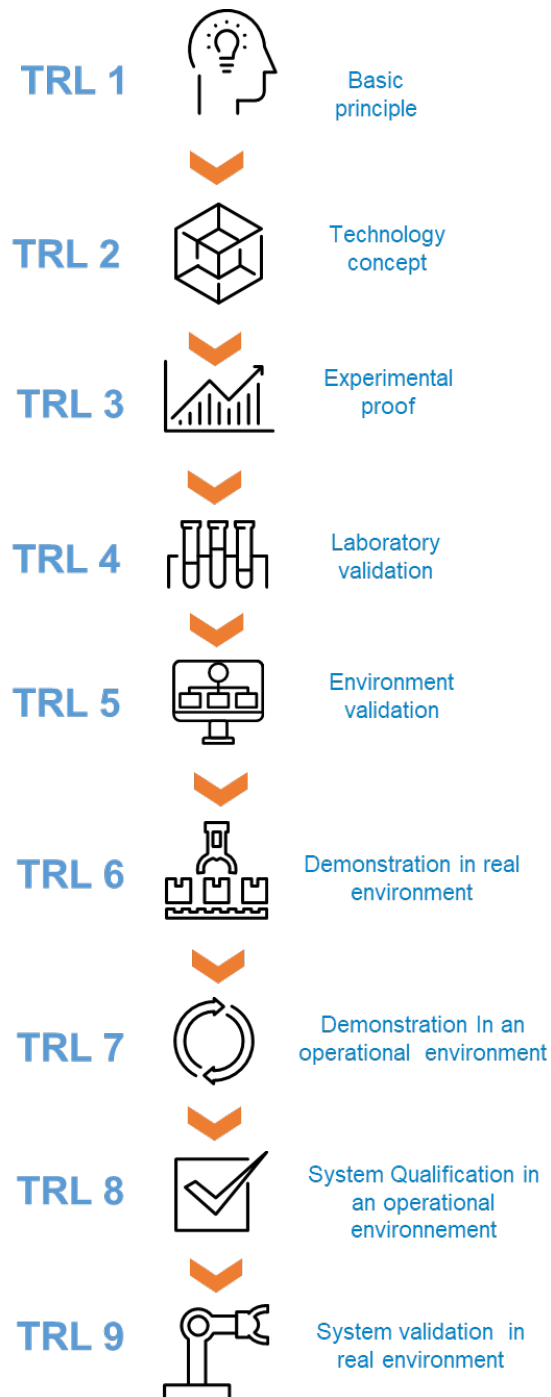 TRL 1
Basic
principle
TRL 2
Technology
concept
TRL 3
Experimental
proof
TRL 4
Laboratory
validation
TRL 5
Environment
validation
TRL 6
Demonstration in real
environment
TRL 7
Demonstration In an
operational environment
TRL 8
System Qualification in
an operational
environnement
TRL 9
System validation in
real environment